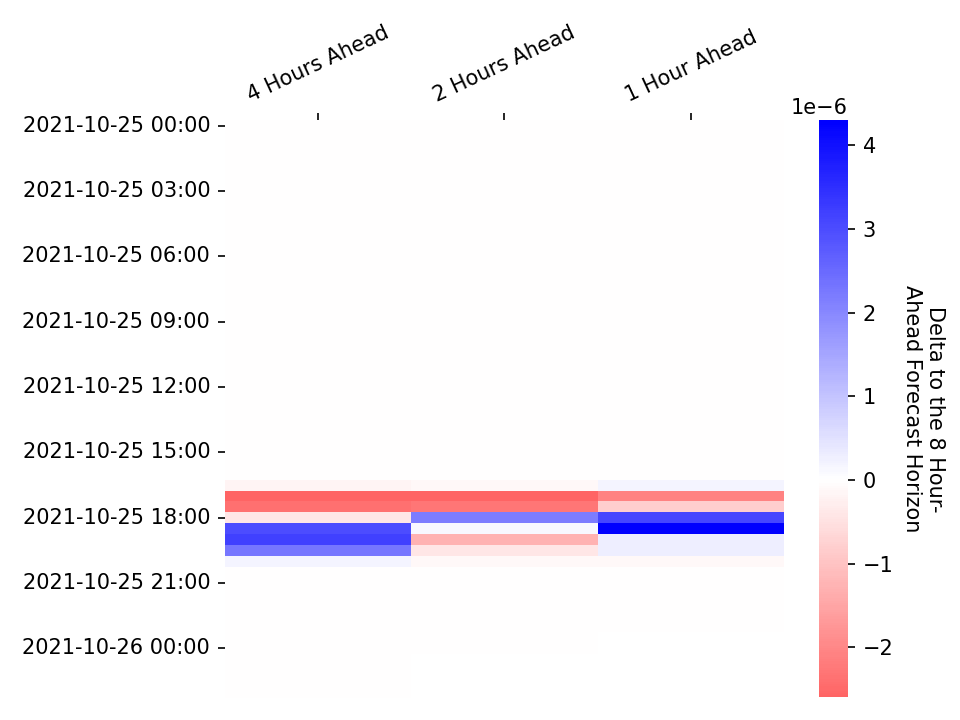 4 Hours Ahead
2 Hours Ahead
1 Hour Ahead
1e−6
2021-10-25 00:00
2021-10-25 03:00
2021-10-25 06:00
2021-10-25 09:00
2021-10-25 12:00
2021-10-25 15:00
2021-10-25 18:00
2021-10-25 21:00
2021-10-26 00:00
4
3
2
1
0
−1
−2
Delta to the 8 Hour-
Ahead Forecast Horizon